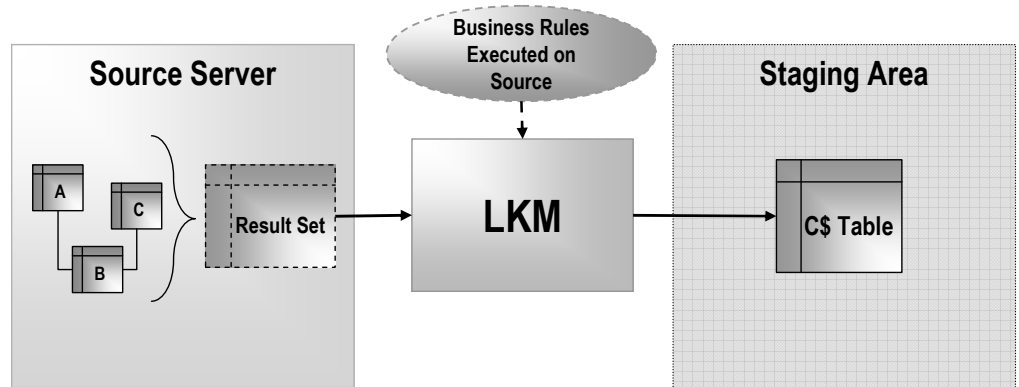 Business Rules
Executed on
Source
Source Server
Staging Area
A
C
B
Result Set
LKM
C$ Table